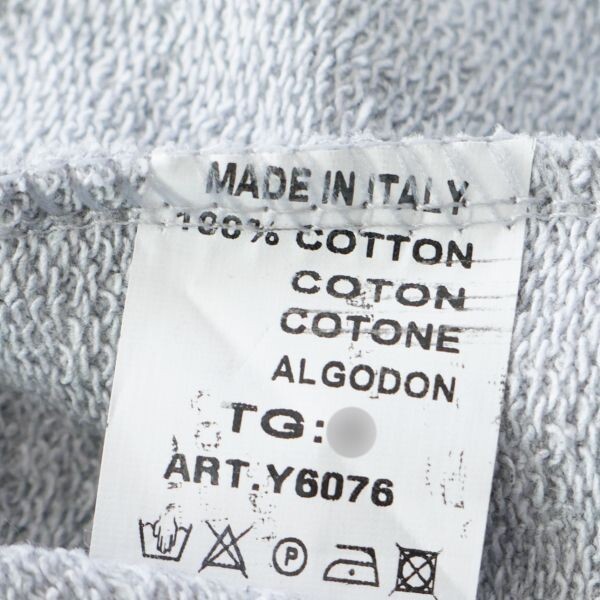 MADE IN ITALY
100% COTTON
COTON
COTONE
ALGODON
TG:
ART.Y6076
P